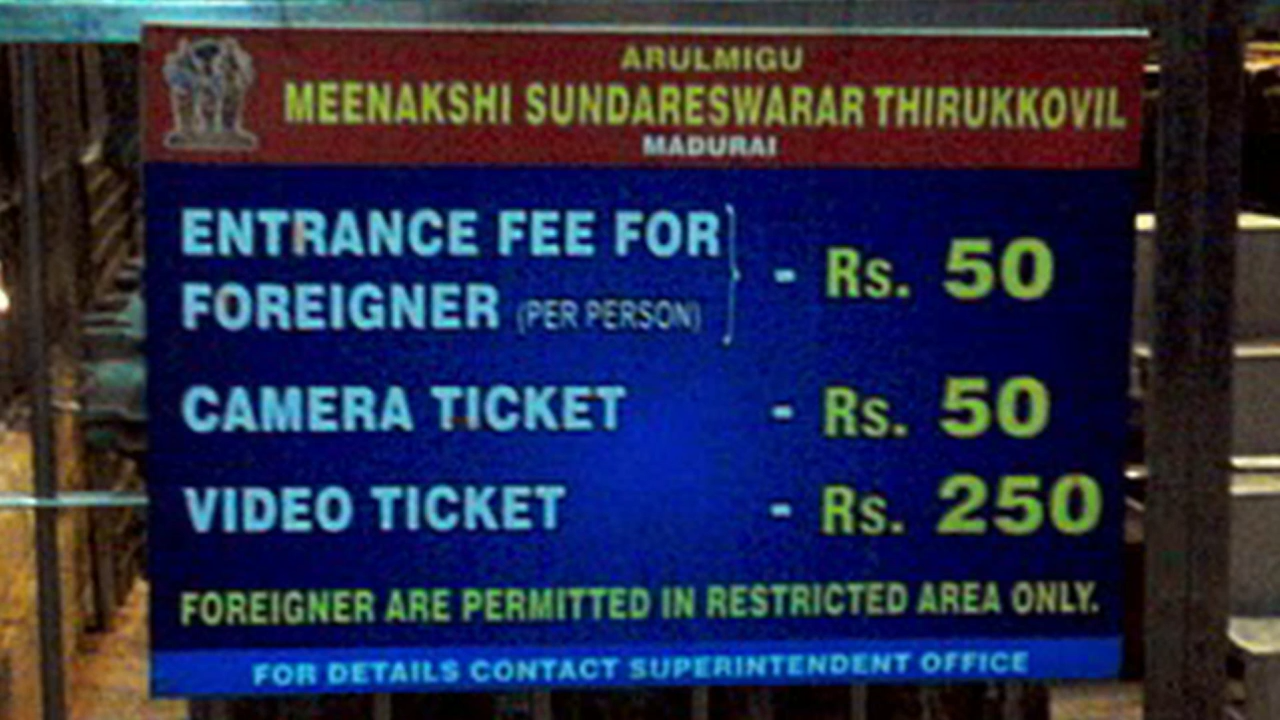 ARULMIGU
MEENAKSHI SUNDARESWARAR THIRUKKOVIL
MADURAI
ENTRANCE FEE FOR
FOREIGNER (PER PERSON) - Rs. 50
CAMERA TICKET - Rs. 50
VIDEO TICKET - Rs. 250
FOREIGNER ARE PERMITTED IN RESTRICTED AREA ONLY.
FOR DETAILS CONTACT SUPERINTENDENT OFFICE